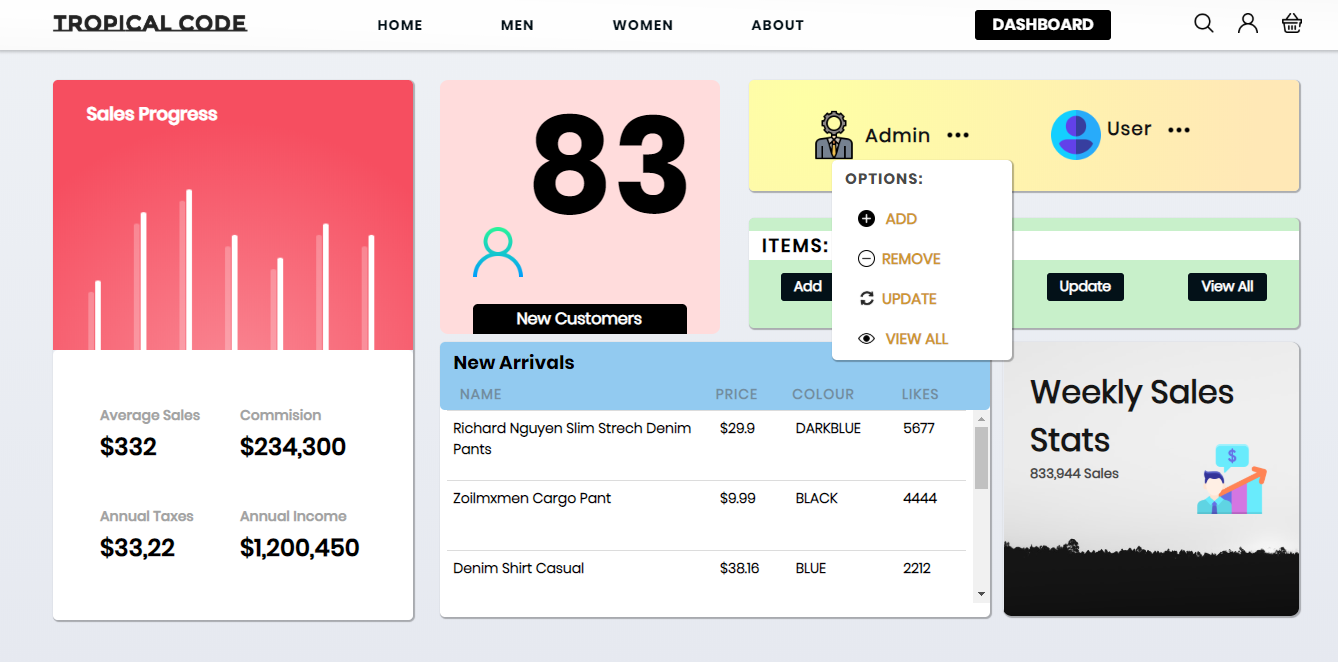 TROPICAL CODE
HOME
MEN
WOMEN
ABOUT
DASHBOARD
Sales Progress
Average Sales
Commision
$332
$234,300
Annual Taxes
Annual Income
$33,22
$1,200,450
83
New Customers
Admin
User
OPTIONS:
ADD
REMOVE
UPDATE
VIEW ALL
ITEMS:
Add
Update
View All
New Arrivals
NAME PRICE COLOUR LIKES
Richard Nguyen Slim Strech Denim $29.9 DARKBLUE 5677
Pants
Zoilmxmen Cargo Pant $9.99 BLACK 4444
Denim Shirt Casual $38.16 BLUE 2212
Weekly Sales
Stats
833,944 Sales
$